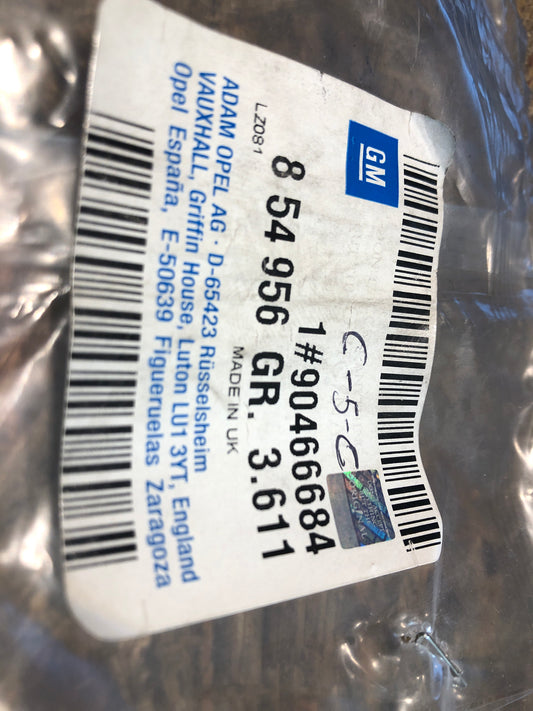 GM
C-5-C
1#90466684
8 54 956 GR. 3.611
LZ081
MADE IN UK
ADAM OPEL AG · D-65423 Rüsselsheim
VAUXHALL, Griffin House, Luton LU1 3YT, England
Opel España, E-50639 Figueruelas Zaragoza
ORIGINAL